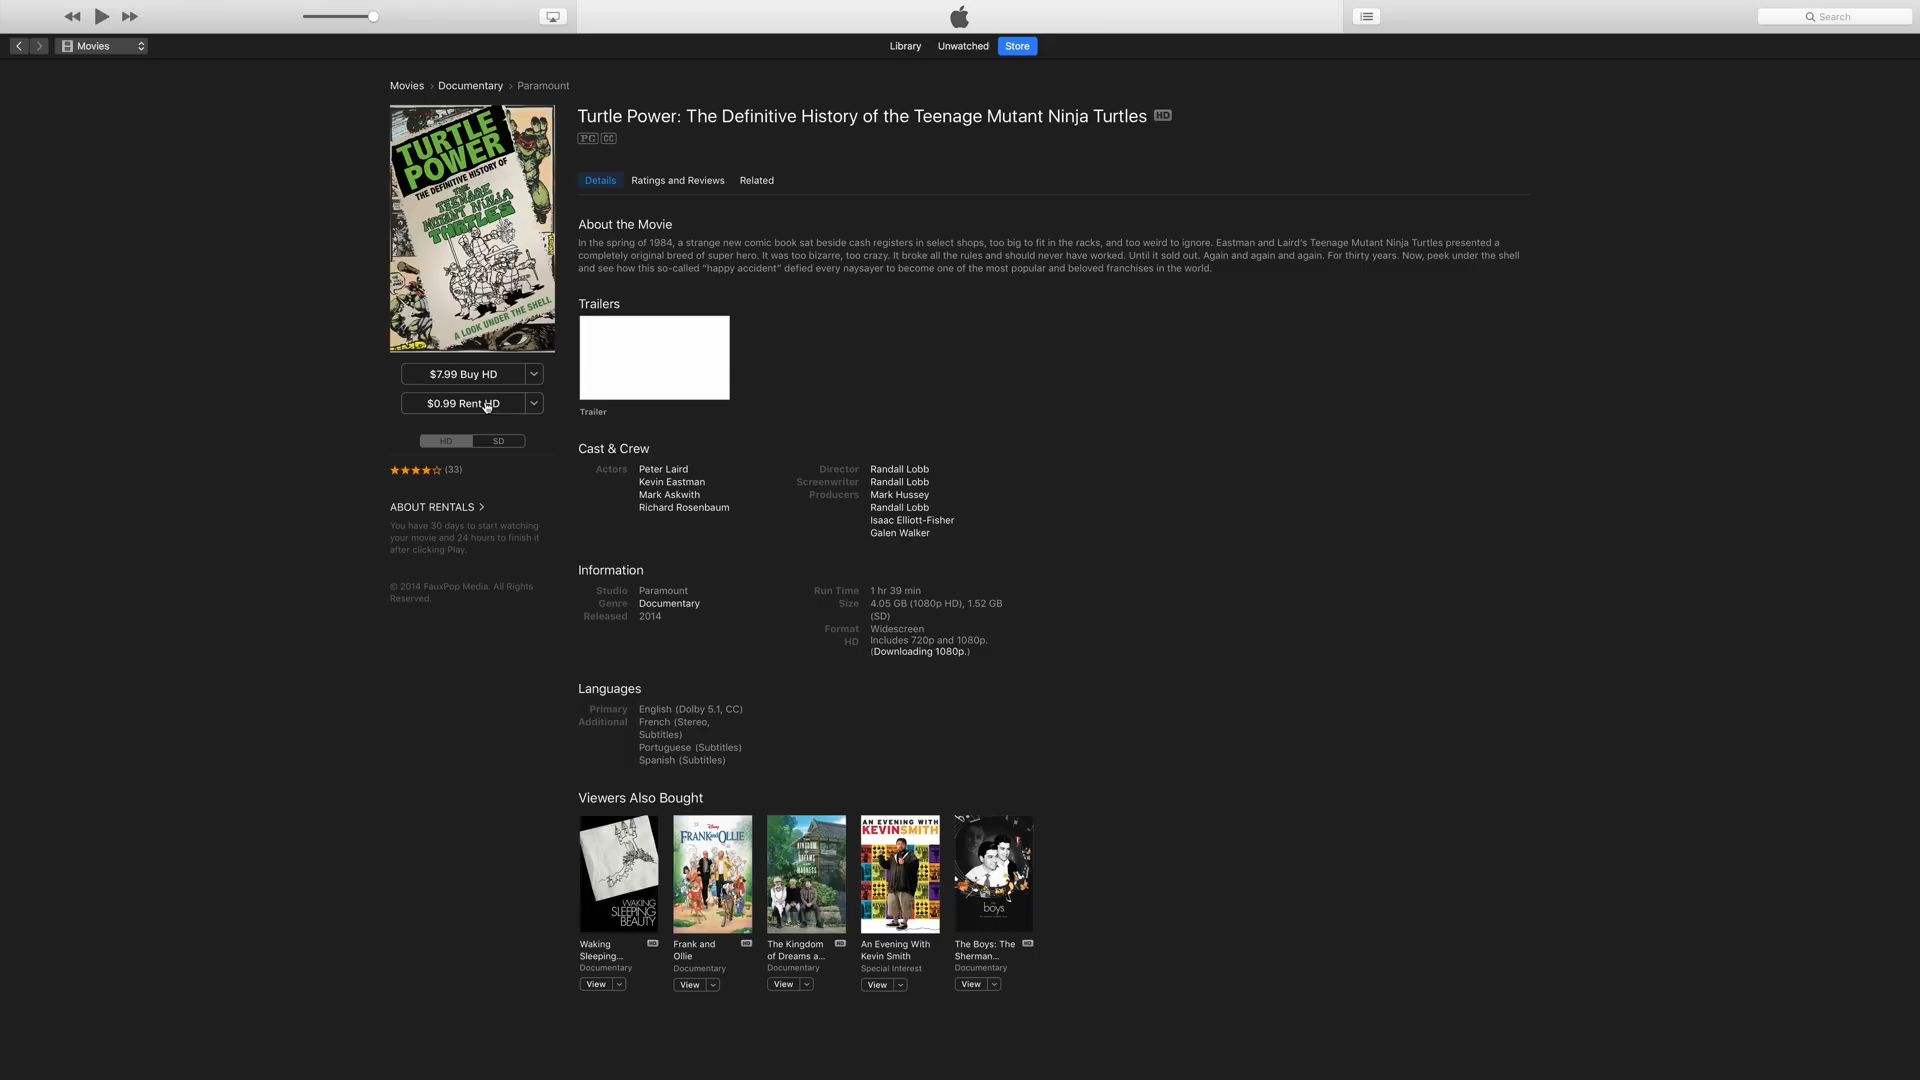 Search
Movies
Library
Unwatched
Store
Movies › Documentary › Paramount
TURTLE
POWER
THE DEFINITIVE HISTORY OF
THE
TEENAGE
MUTANT NINJA
TURTLES
A LOOK UNDER THE SHELL
Turtle Power: The Definitive History of the Teenage Mutant Ninja Turtles HD
PG CC
Details
Ratings and Reviews
Related
About the Movie
In the spring of 1984, a strange new comic book sat beside cash registers in select shops, too big to fit in the racks, and too weird to ignore. Eastman and Laird's Teenage Mutant Ninja Turtles presented a
completely original breed of super hero. It was too bizarre, too crazy. It broke all the rules and should never have worked. Until it sold out. Again and again and again. For thirty years. Now, peek under the shell
and see how this so-called "happy accident" defied every naysayer to become one of the most popular and beloved franchises in the world.
Trailers
Trailer
$7.99 Buy HD
$0.99 Rent HD
HD
SD
★★★★☆ (33)
ABOUT RENTALS >
You have 30 days to start watching
your movie and 24 hours to finish it
after clicking Play.
© 2014 FauxPop Media. All Rights
Reserved.
Cast & Crew
Actors Peter Laird
Kevin Eastman
Mark Askwith
Richard Rosenbaum
Director Randall Lobb
Screenwriter Randall Lobb
Producers Mark Hussey
Randall Lobb
Isaac Elliott-Fisher
Galen Walker
Information
Studio Paramount
Genre Documentary
Released 2014
Run Time 1 hr 39 min
Size 4.05 GB (1080p HD), 1.52 GB
(SD)
Format Widescreen
HD Includes 720p and 1080p.
(Downloading 1080p.)
Languages
Primary English (Dolby 5.1, CC)
Additional French (Stereo,
Subtitles)
Portuguese (Subtitles)
Spanish (Subtitles)
Viewers Also Bought
WAKING
SLEEPING
BEAUTY
Waking HD
Sleeping...
Documentary
View
Disney
FRANK and OLLIE
Frank and HD
Ollie
Documentary
View
KINGDOM
of
DREAMS
MADNESS
The Kingdom HD
of Dreams a...
Documentary
View
AN EVENING WITH
KEVIN SMITH
An Evening With
Kevin Smith
Special Interest
View
the
boys
The Boys: The HD
Sherman...
Documentary
View